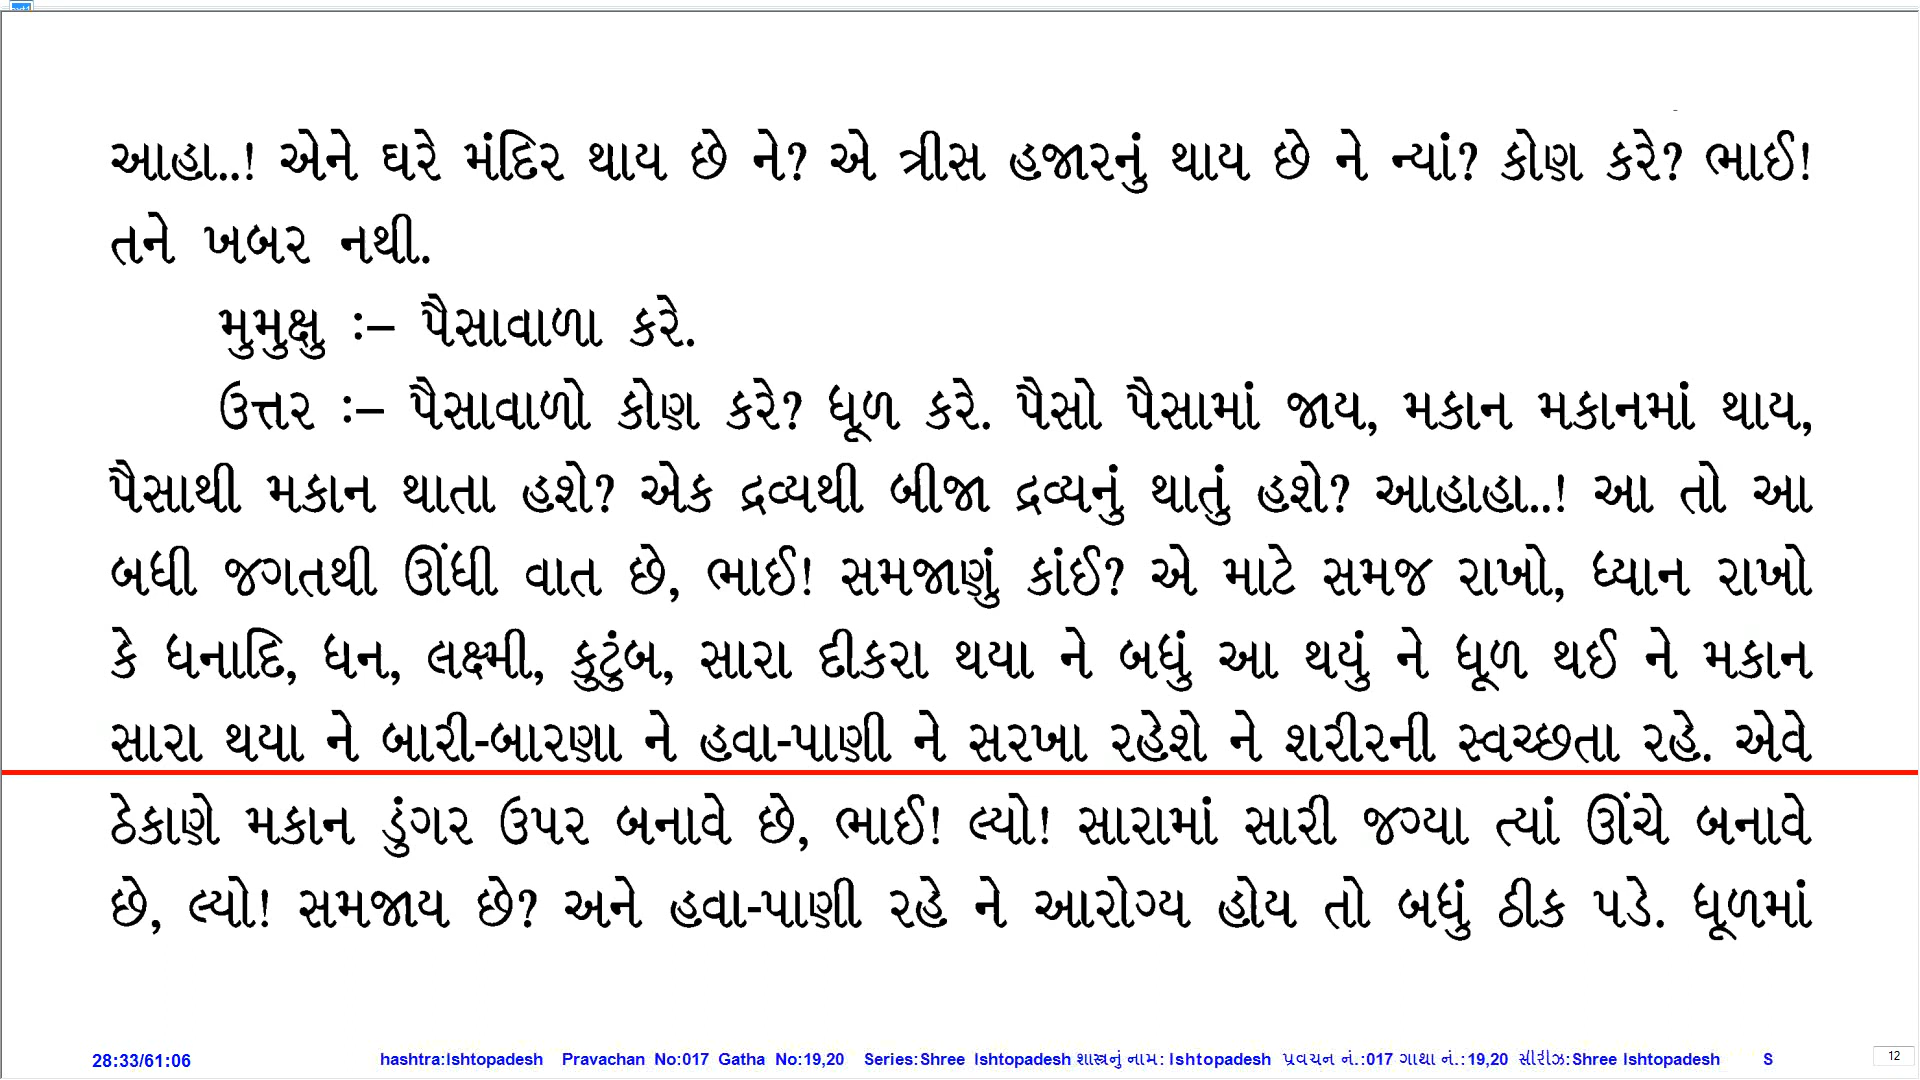 આહા..! એને ઘરે મંદિર થાય છે ને? એ ત્રીસ હજારનું થાય છે ને ન્યાં? કોણ કરે? ભાઈ!
તને ખબર નથી.
મુમુક્ષુ :– પૈસાવાળા કરે.
ઉત્તર :– પૈસાવાળો કોણ કરે? ધૂળ કરે. પૈસો પૈસામાં જાય, મકાન મકાનમાં થાય,
પૈસાથી મકાન થાતા હશે? એક દ્રવ્યથી બીજા દ્રવ્યનું થાતું હશે? આહાહા..! આ તો આ
બધી જગતથી ઊંધી વાત છે, ભાઈ! સમજાણું કાંઈ? એ માટે સમજ રાખો, ધ્યાન રાખો
કે ધનાદિ, ધન, લક્ષ્મી, કુટુંબ, સારા દીકરા થયા ને બધું આ થયું ને ધૂળ થઈ ને મકાન
સારા થયા ને બારી-બારણા ને હવા-પાણી ને સરખા રહેશે ને શરીરની સ્વચ્છતા રહે. એવે
ઠેકાણે મકાન ડુંગર ઉપર બનાવે છે, ભાઈ! લ્યો! સારામાં સારી જગ્યા ત્યાં ઊંચે બનાવે
છે, લ્યો! સમજાય છે? અને હવા-પાણી રહે ને આરોગ્ય હોય તો બધું ઠીક પડે. ધૂળમાં
28:33/61:06 hashtra:Ishtopadesh Pravachan No:017 Gatha No:19,20 Series:Shree Ishtopadesh શાસ્ત્રનું નામ: Ishtopadesh પ્રવચન નં.:017 ગાથા નં.:19,20 સીરીઝ:Shree Ishtopadesh S 12